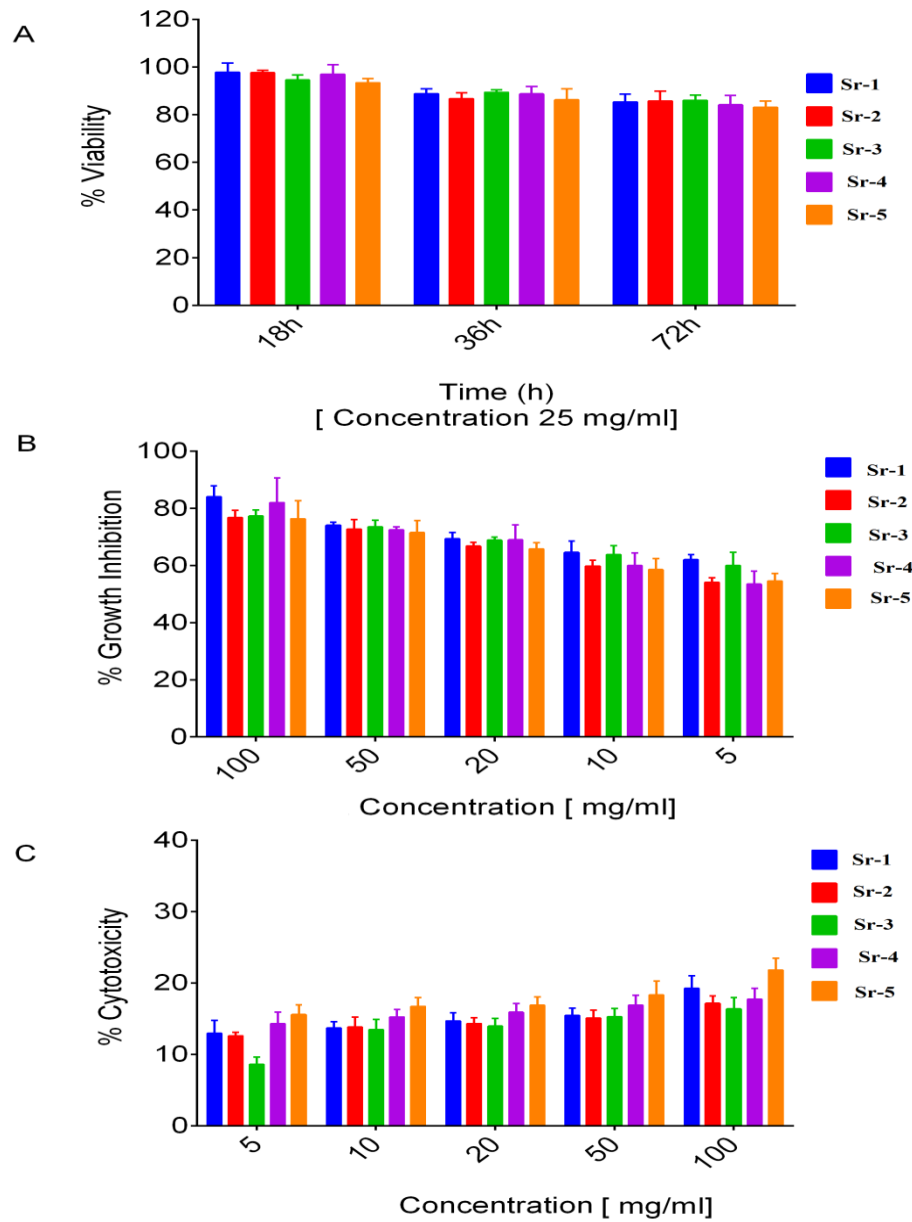 A
% Viability
120
100
80
60
40
20
0
18h
36h
72h
Time (h)
[ Concentration 25 mg/ml]
Sr-1
Sr-2
Sr-3
Sr-4
Sr-5
B
% Growth Inhibition
100
80
60
40
20
0
100
50
20
10
5
Concentration [ mg/ml]
Sr-1
Sr-2
Sr-3
Sr-4
Sr-5
C
% Cytotoxicity
40
30
20
10
0
5
10
20
50
100
Concentration [ mg/ml]
Sr-1
Sr-2
Sr-3
Sr-4
Sr-5